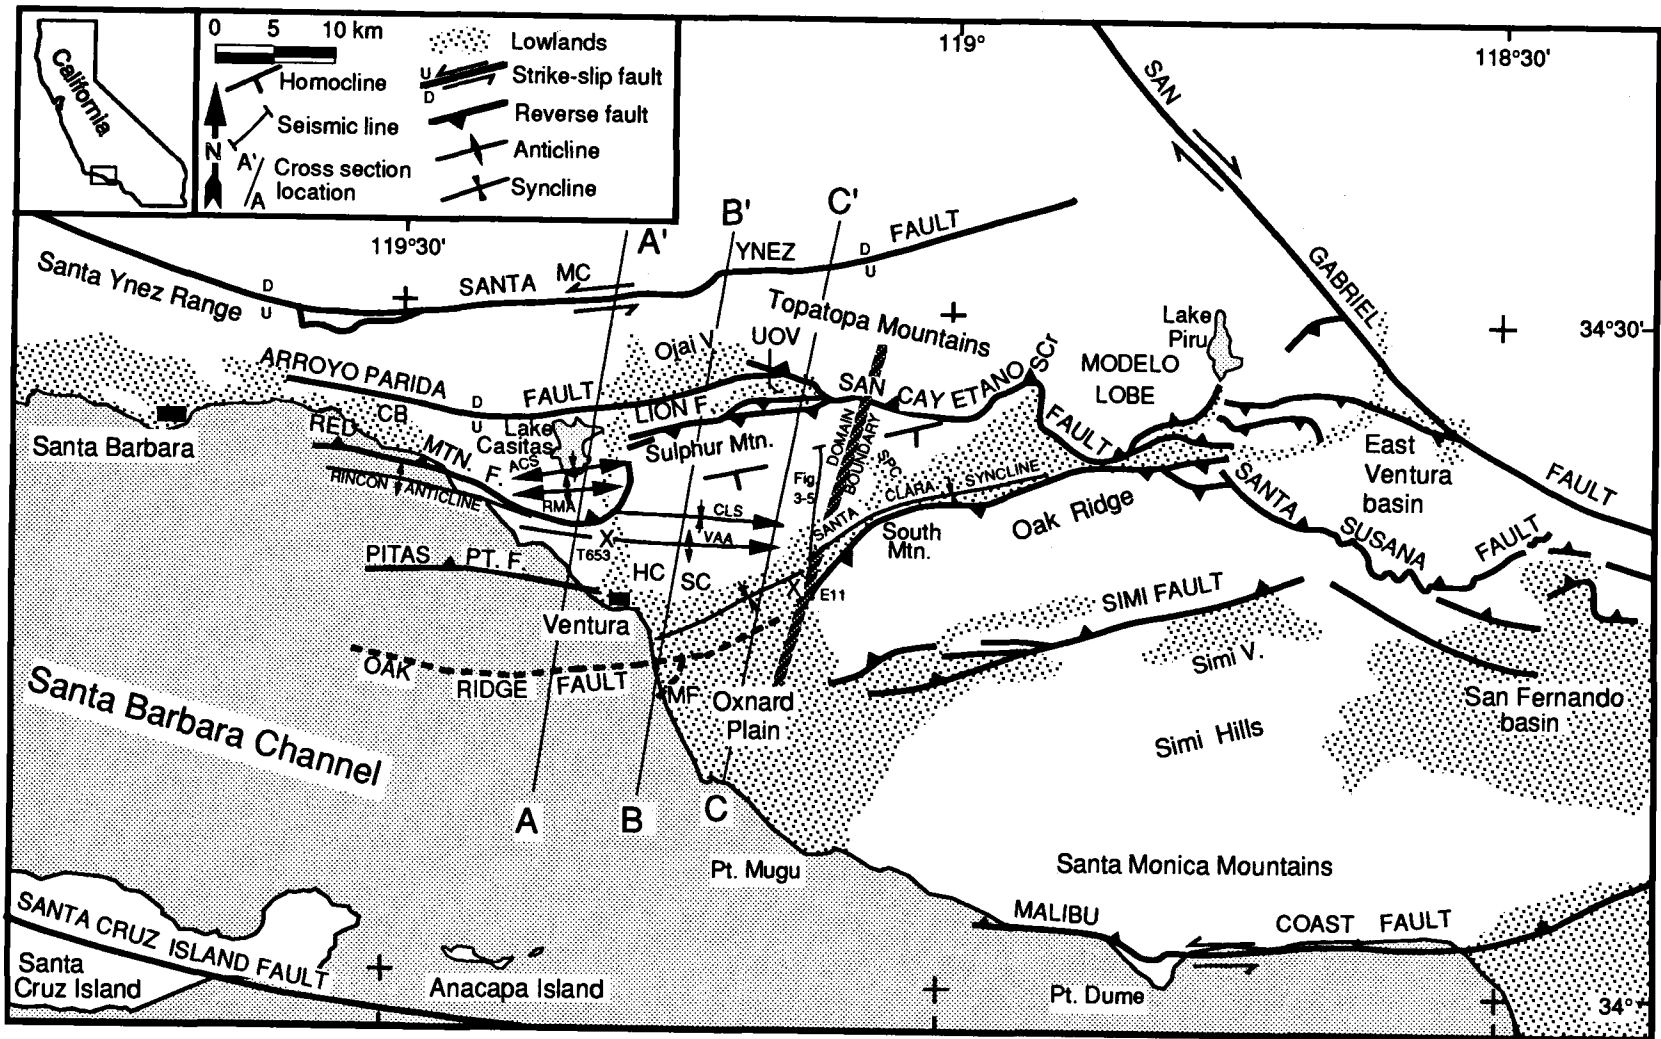 California
0 5 10 km
Homocline
Seismic line
N
A'
A
Cross section
location
Lowlands
U
D
Strike-slip fault
Reverse fault
Anticline
Syncline
119°
118°30'
119°30'
34°30'
34°
SAN
GABRIEL
FAULT
A'
B'
C'
Santa Ynez Range
D
U
SANTA
MC
YNEZ
D
U
FAULT
Topatopa Mountains
Lake
Piru
MODELO
LOBE
Ojai V.
UOV
ARROYO PARIDA
D
U
FAULT
LION F.
SAN
CAYETANO
SCr
FAULT
CB
Santa Barbara
RED
MTN.
F.
Lake
Casitas
ACS
RMA
Sulphur Mtn.
DOMAIN
BOUNDARY
Fig.
3-5
SPC
RINCON
ANTICLINE
CLS
VAA
SANTA
CLARA
SYNCLINE
South
Mtn.
Oak Ridge
East
Ventura
basin
SANTA
SUSANA
FAULT
X
T653
PITAS
PT. F.
HC
SC
X
E11
Ventura
SIMI FAULT
Simi V.
OAK
RIDGE
FAULT
MF
Oxnard
Plain
San Fernando
basin
Simi Hills
Santa Barbara Channel
A
B
C
Pt. Mugu
Santa Monica Mountains
MALIBU
COAST
FAULT
Pt. Dume
SANTA CRUZ ISLAND FAULT
Santa
Cruz Island
Anacapa Island